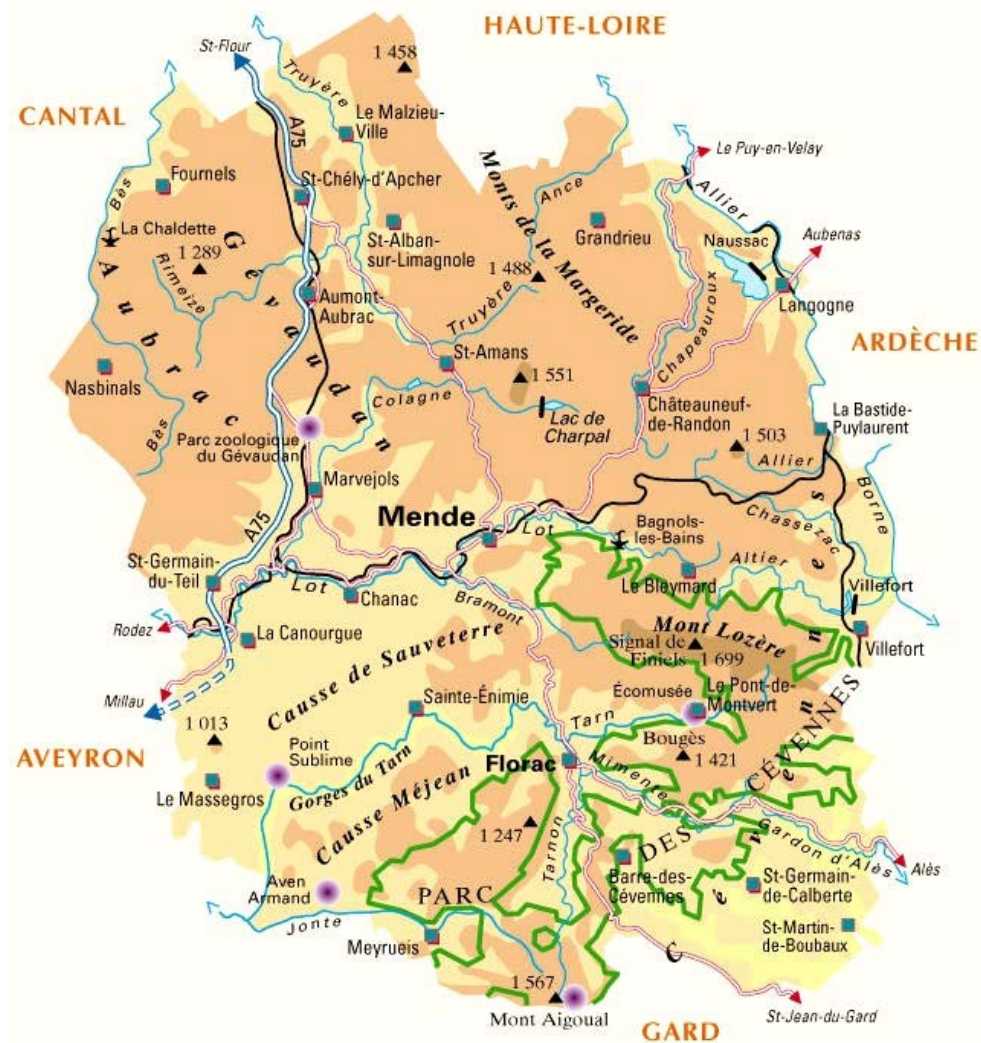 HAUTE-LOIRE
St-Flour
1 458
Truyère
CANTAL
A75
Le Malzieu-
Ville
Le Puy-en-Velay
Monts de la Margeride
Ance
Allier
Fournels
St-Chély-d'Apcher
Bès
La Chaldette
St-Alban-
sur-Limagnole
Grandrieu
Naussac
Aubenas
1 289
Gévaudan
1 488
Rimeize
Langogne
Aubrac
Aumont-
Aubrac
Truyère
Chapeauroux
ARDÈCHE
St-Amans
Nasbinals
1 551
Colagne
Châteauneuf-
de-Randon
Lac de
Charpal
La Bastide-
Puylaurent
Bès
Parc zoologique
du Gévaudan
1 503
Allier
Marvejols
Borne
A75
Mende
Lot
Bagnols-
les-Bains
Chassezac
St-Germain-
du-Teil
Altier
Lot
Chanac
Bramont
Le Bleymard
Villefort
Rodez
La Canourgue
Mont Lozère
Causse de Sauveterre
Signal de
Finiels
1 699
Villefort
Millau
Sainte-Énimie
Écomusée
Le Pont-de-
Montvert
Tarn
1 013
AVEYRON
Point
Sublime
Bougès
1 421
Gorges du Tarn
Florac
Mimente
Le Massegros
Causse Méjean
Cévennes
PARC
DES
CÉVENNES
Gardon d'Alès
Alès
1 247
Tarnon
Barre-des-
Cévennes
St-Germain-
de-Calberte
Aven
Armand
St-Martin-
de-Boubaux
Jonte
Meyrueis
1 567
Mont Aigoual
GARD
St-Jean-du-Gard